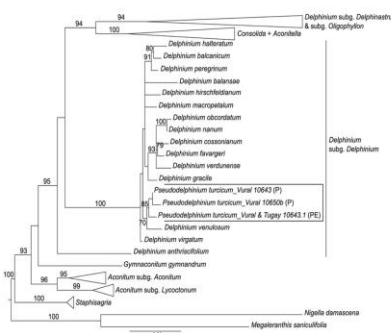 94
Delphinium subg. Delphinastrum
& subg. Oligophyllon
94
100
Consolida + Aconitella
Delphinium halteratum
80
Delphinium balcanicum
91
Delphinium peregrinum
Delphinium balansae
Delphinium hirschfeldianum
Delphinium macropetalum
Delphinium obcordatum
100
Delphinium nanum
Delphinium cossonianum
79
93
Delphinium favargeri
Delphinium verdunense
Delphinium gracile
Delphinium
subg. Delphinium
95
Pseudodelphinium turcicum_Vural 10643 (P)
85
Pseudodelphinium turcicum_Vural 10650b (P)
100
Pseudodelphinium turcicum_Vural & Tugay 10643.1 (PE)
70
Delphinium venulosum
Delphinium virgatum
Delphinium anthriscifolium
93
Gymnaconitum gymnandrum
95
Aconitum subg. Aconitum
96
99
Aconitum subg. Lycoctonum
100
100
Staphisagria
100
Nigella damascena
Megaleranthis saniculifolia